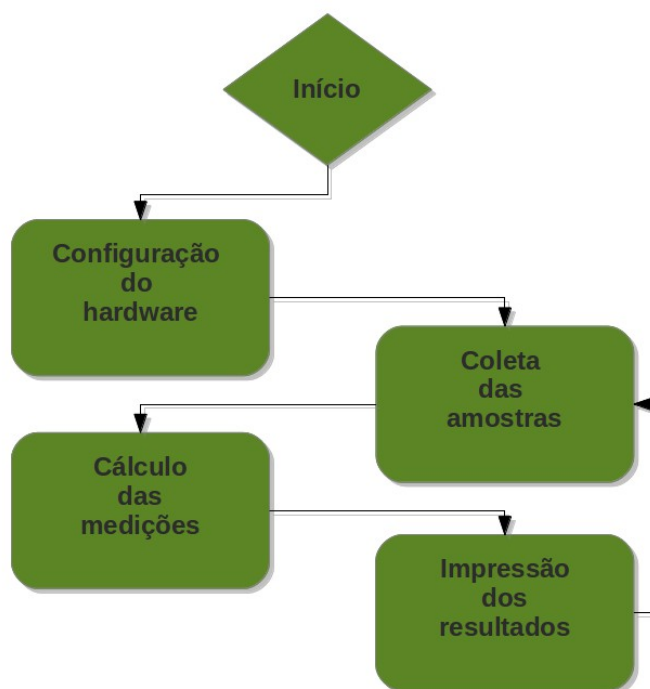 Início
Configuração
do
hardware
Coleta
das
amostras
Cálculo
das
medições
Impressão
dos
resultados